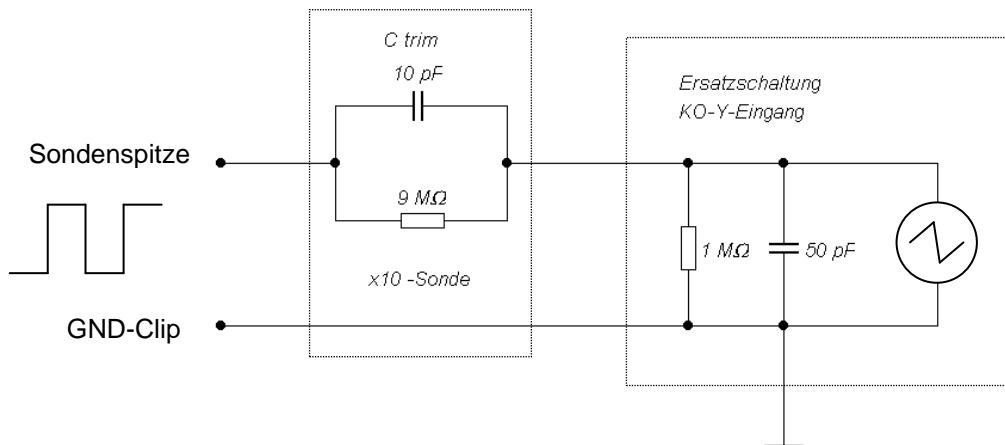 C trim
10 pF
Ersatzschaltung
KO-Y-Eingang
Sondenspitze
9 MΩ
1 MΩ
50 pF
x10 -Sonde
GND-Clip